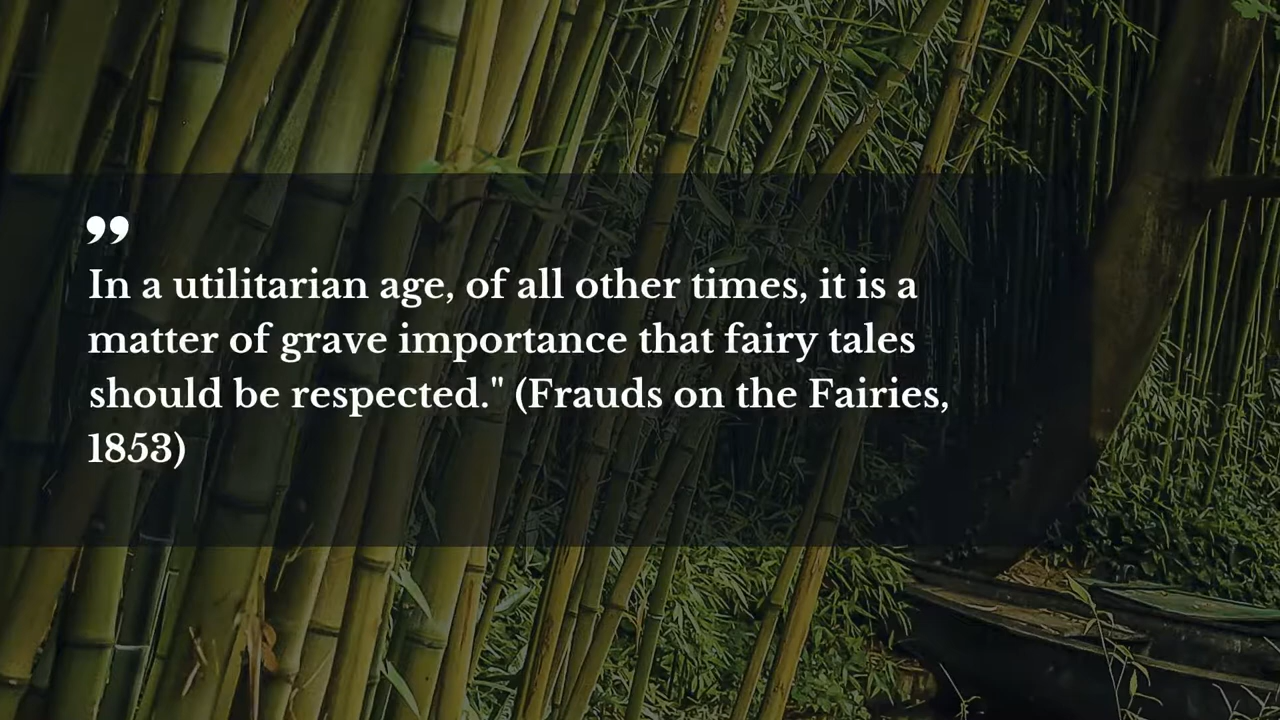 ”
In a utilitarian age, of all other times, it is a
matter of grave importance that fairy tales
should be respected." (Frauds on the Fairies,
1853)